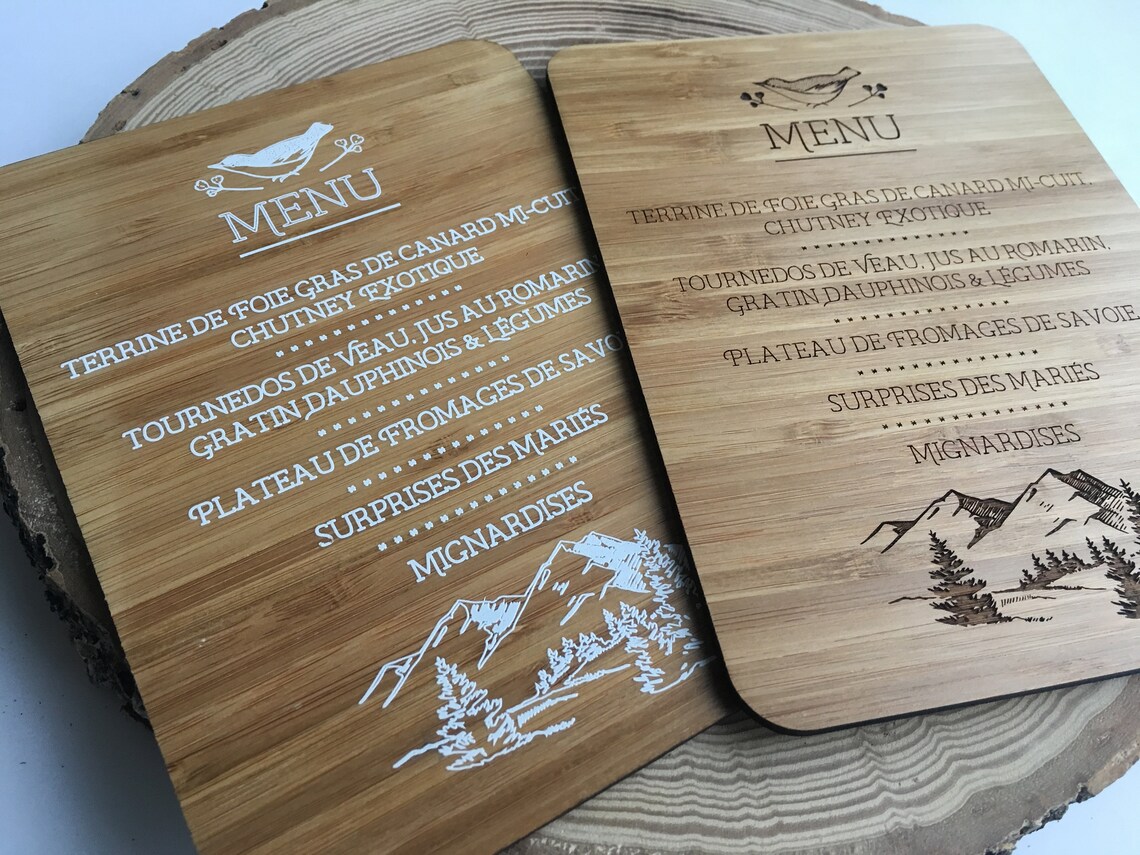 MENU
TERRINE DE FOIE GRAS DE CANARD MI-CUIT
CHUTNEY EXOTIQUE
TOURNEDOS DE VEAU, JUS AU ROMARIN
GRATIN DAUPHINOIS & LÉGUMES
PLATEAU DE FROMAGES DE SAVO
SURPRISES DES MARIÉS
MIGNARDISES
MENU
TERRINE DE FOIE GRAS DE CANARD MI-CUIT,
CHUTNEY EXOTIQUE
TOURNEDOS DE VEAU, JUS AU ROMARIN,
GRATIN DAUPHINOIS & LÉGUMES
PLATEAU DE FROMAGES DE SAVOIE
SURPRISES DES MARIÉS
MIGNARDISES